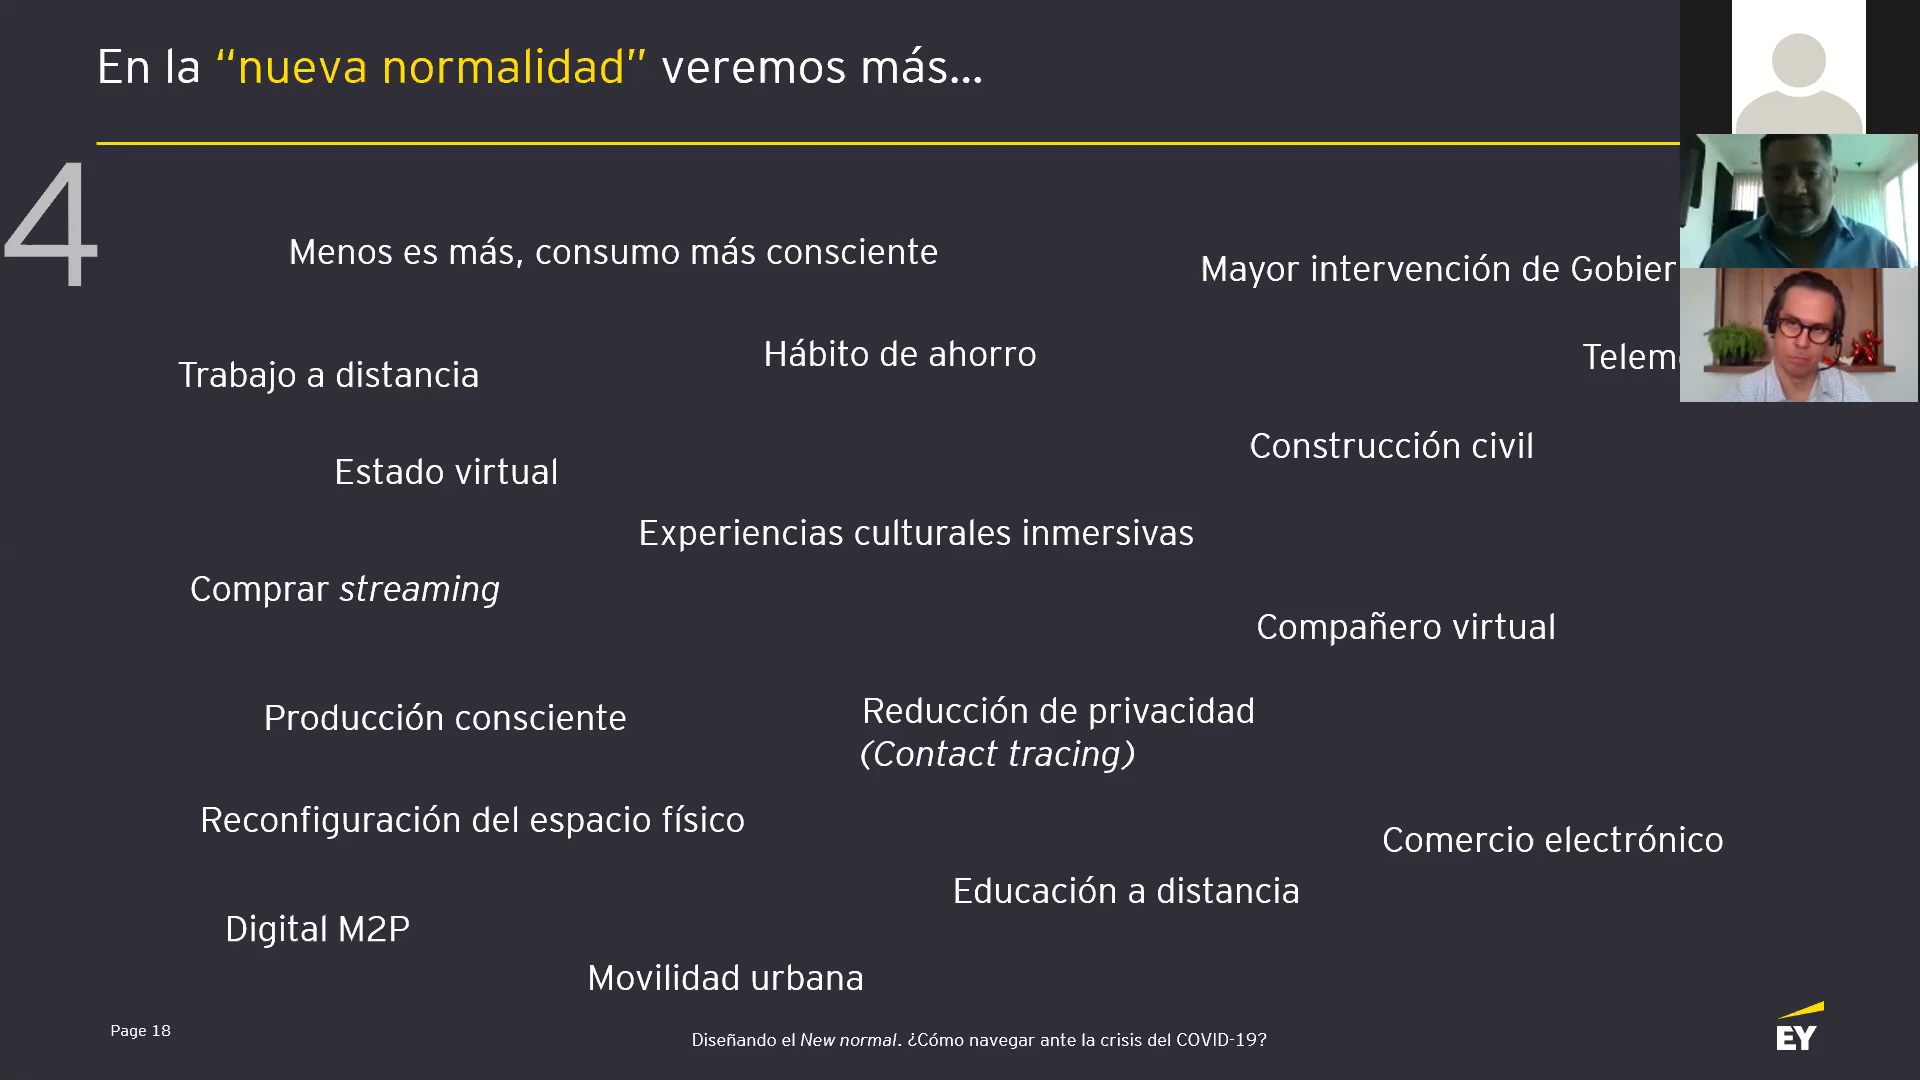 En la “nueva normalidad” veremos más...
4
Menos es más, consumo más consciente
Mayor intervención de
Hábito de ahorro
Trabajo a distancia
Construcción civil
Estado virtual
Experiencias culturales inmersivas
Comprar streaming
Compañero virtual
Producción consciente
Reducción de privacidad
(Contact tracing)
Reconfiguración del espacio físico
Comercio electrónico
Educación a distancia
Digital M2P
Movilidad urbana
Page 18
Diseñando el New normal. ¿Cómo navegar ante la crisis del COVID-19?
EY